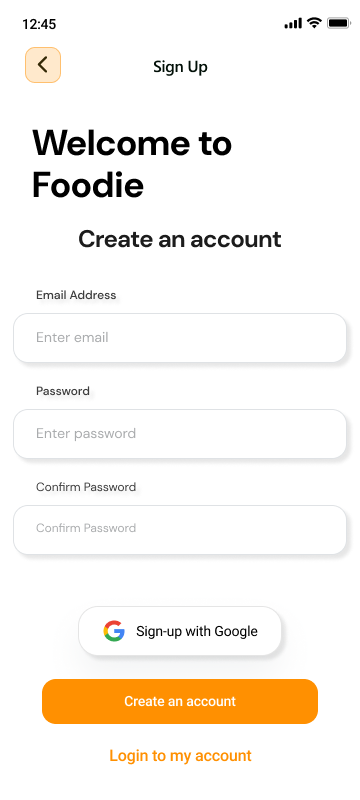 12:45
Sign Up
Welcome to
Foodie
Create an account
Email Address
Enter email
Password
Enter password
Confirm Password
Confirm Password
Sign-up with Google
Create an account
Login to my account